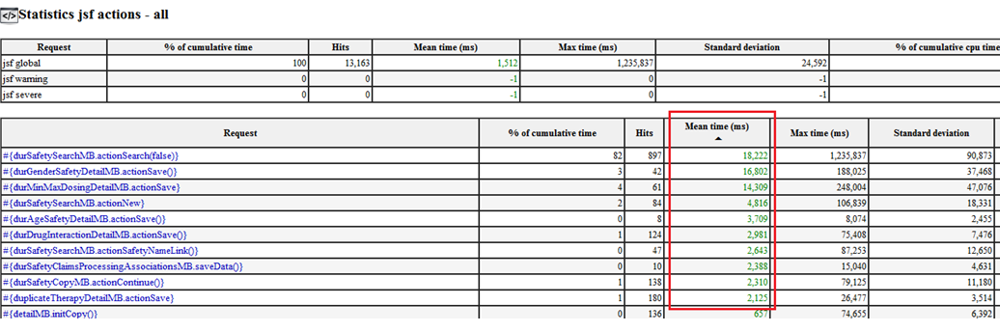 Statistics jsf actions - all
Request % of cumulative time Hits Mean time (ms) Max time (ms) Standard deviation % of cumulative cpu time
jsf global 100 13,163 1,512 1,235,837 24,592
jsf warning 0 0 -1 0 -1
jsf severe 0 0 -1 0 -1
Request % of cumulative time Hits Mean time (ms) Max time (ms) Standard deviation
#{durSafetySearchMB.actionSearch(false)} 82 897 18,222 1,235,837 90,873
#{durGenderSafetyDetailMB.actionSave()} 3 42 16,802 188,025 37,468
#{durMinMaxDosingDetailMB.actionSave} 4 61 14,309 248,004 47,076
#{durSafetySearchMB.actionNew} 2 84 4,816 106,839 18,331
#{durAgeSafetyDetailMB.actionSave()} 0 8 3,709 8,074 2,455
#{durDrugInteractionDetailMB.actionSave()} 1 124 2,981 75,408 7,476
#{durSafetySearchMB.actionSafetyNameLink()} 0 47 2,643 87,253 12,650
#{durSafetyClaimsProcessingAssociationsMB.saveData()} 0 10 2,388 15,040 4,631
#{durSafetyCopyMB.actionContinue()} 1 138 2,310 79,125 11,180
#{duplicateTherapyDetailMB.actionSave} 1 180 2,125 26,477 3,514
#{detailMB.initCopy()} 0 136 657 74,655 6,392